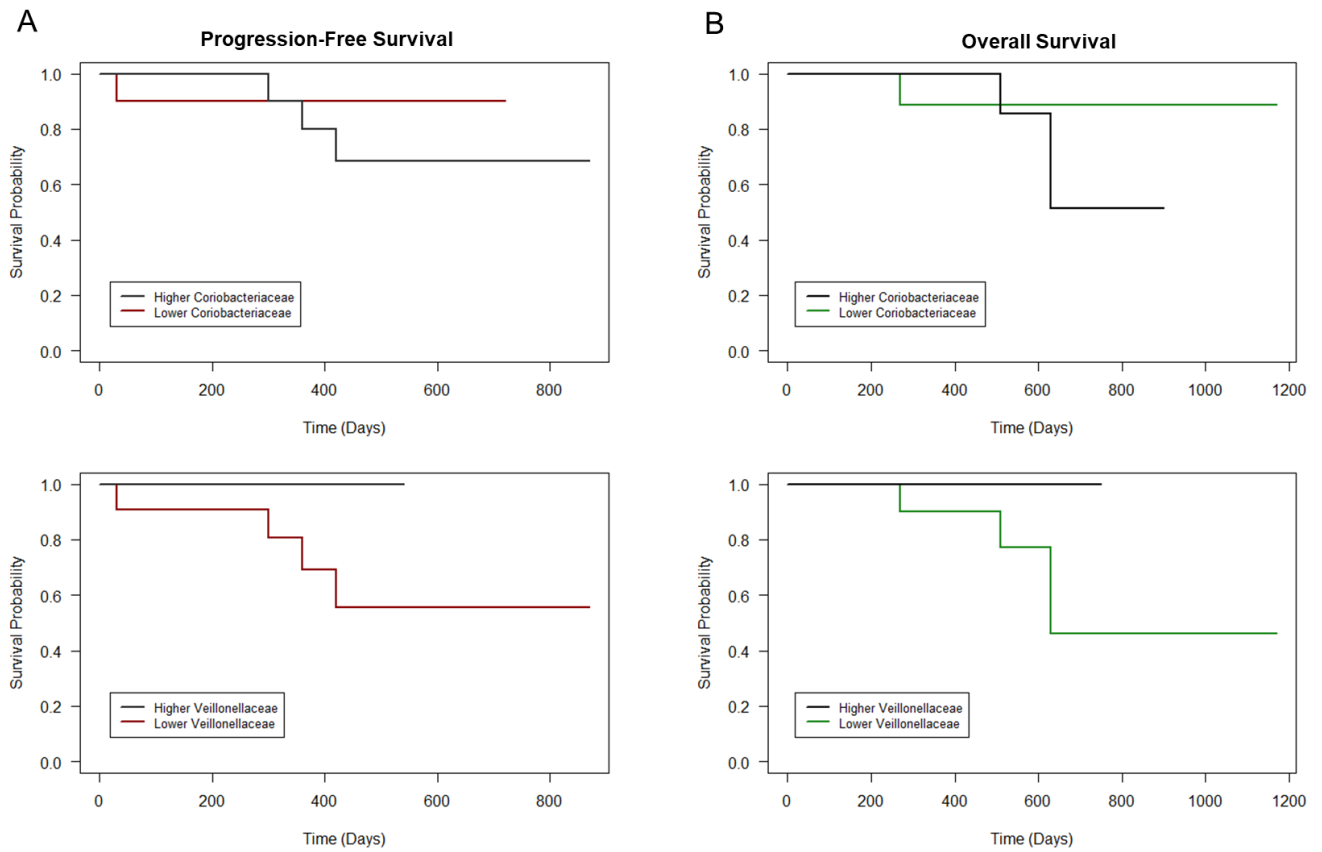 A
Progression-Free Survival
Survival Probability
1.0
0.8
0.6
0.4
0.2
0.0
Higher Coriobacteriaceae
Lower Coriobacteriaceae
0 200 400 600 800
Time (Days)
B
Overall Survival
Survival Probability
1.0
0.8
0.6
0.4
0.2
0.0
Higher Coriobacteriaceae
Lower Coriobacteriaceae
0 200 400 600 800 1000 1200
Time (Days)
Survival Probability
1.0
0.8
0.6
0.4
0.2
0.0
Higher Veillonellaceae
Lower Veillonellaceae
0 200 400 600 800
Time (Days)
Survival Probability
1.0
0.8
0.6
0.4
0.2
0.0
Higher Veillonellaceae
Lower Veillonellaceae
0 200 400 600 800 1000 1200
Time (Days)